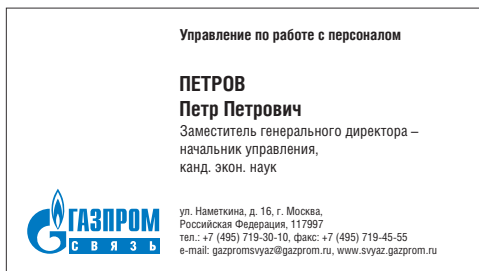 Управление по работе с персоналом
ПЕТРОВ
Петр Петрович
Заместитель генерального директора –
начальник управления,
канд. экон. наук
ГАЗПРОМ
СВЯЗЬ
ул. Наметкина, д. 16, г. Москва,
Российская Федерация, 117997
тел.: +7 (495) 719-30-10, факс: +7 (495) 719-45-55
e-mail: gazpromsvyaz@gazprom.ru, www.svyaz.gazprom.ru